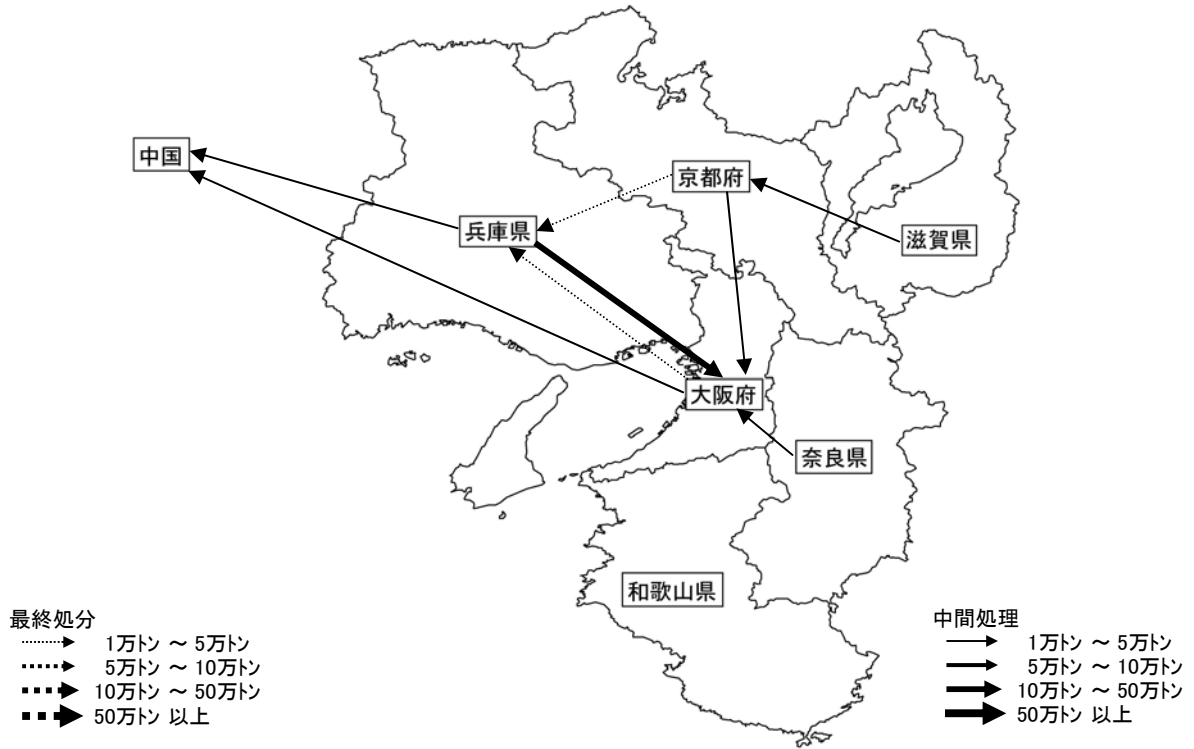 中国
京都府
兵庫県
滋賀県
大阪府
奈良県
和歌山県
最終処分
1万トン ～ 5万トン
5万トン ～ 10万トン
10万トン ～ 50万トン
50万トン 以上
中間処理
1万トン ～ 5万トン
5万トン ～ 10万トン
10万トン ～ 50万トン
50万トン 以上